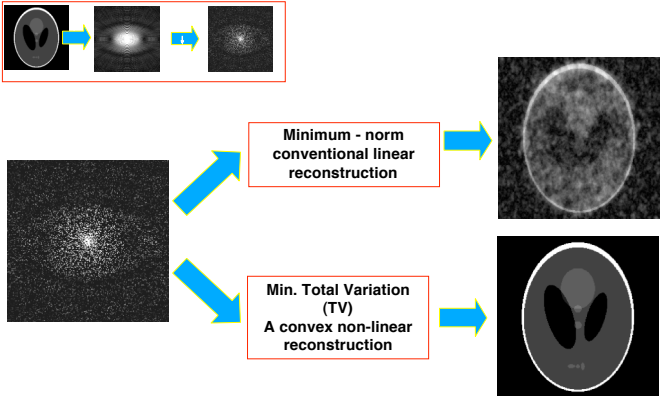 Minimum - norm
conventional linear
reconstruction
Min. Total Variation
(TV)
A convex non-linear
reconstruction